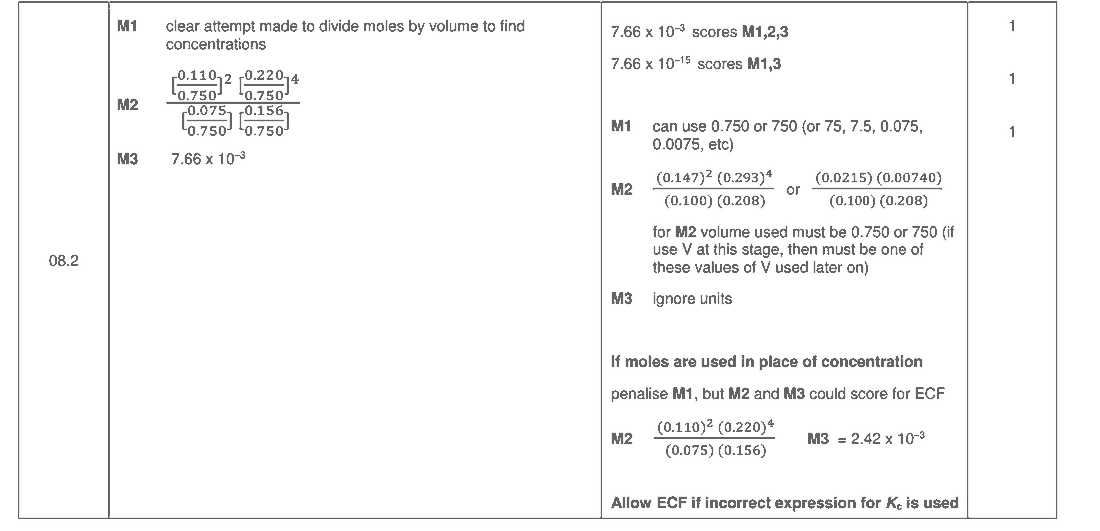 08.2
M1 clear attempt made to divide moles by volume to find
concentrations
M2 [0.110/0.750]² [0.220/0.750]⁴ / [0.075/0.750] [0.156/0.750]
M3 7.66 x 10⁻³
7.66 x 10⁻³ scores M1,2,3
7.66 x 10⁻¹⁵ scores M1,3
M1 can use 0.750 or 750 (or 75, 7.5, 0.075,
0.0075, etc)
M2 (0.147)² (0.293)⁴ / (0.100) (0.208) or (0.0215) (0.00740) / (0.100) (0.208)
for M2 volume used must be 0.750 or 750 (if
use V at this stage, then must be one of
these values of V used later on)
M3 ignore units
If moles are used in place of concentration
penalise M1, but M2 and M3 could score for ECF
M2 (0.110)² (0.220)⁴ / (0.075) (0.156) M3 = 2.42 x 10⁻³
Allow ECF if incorrect expression for Kc is used
1
1
1